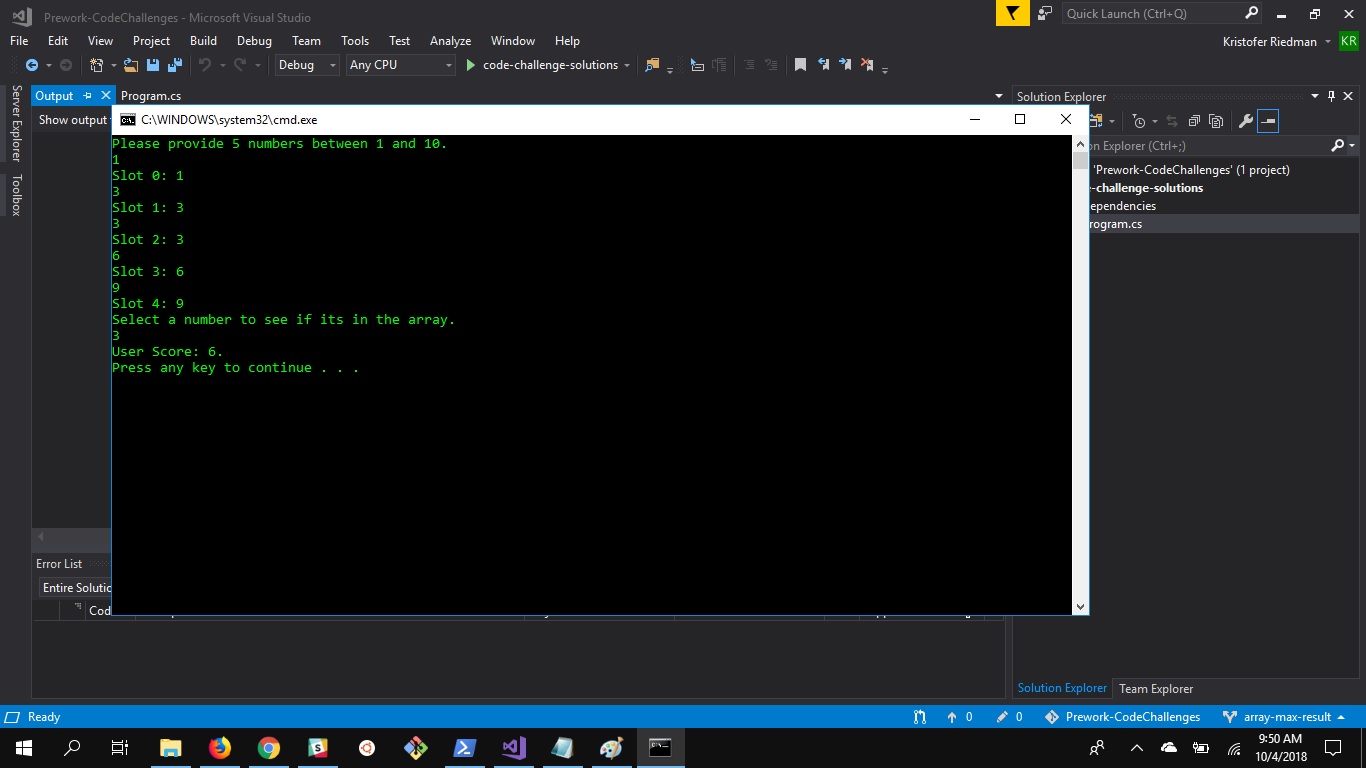 Prework-CodeChallenges - Microsoft Visual Studio
Quick Launch (Ctrl+Q)
File Edit View Project Build Debug Team Tools Test Analyze Window Help
Kristofer Riedman KR
Debug Any CPU code-challenge-solutions
Server Explorer
Toolbox
Output Program.cs
Show output
C:\WINDOWS\system32\cmd.exe
Please provide 5 numbers between 1 and 10.
1
Slot 0: 1
3
Slot 1: 3
3
Slot 2: 3
6
Slot 3: 6
9
Slot 4: 9
Select a number to see if its in the array.
3
User Score: 6.
Press any key to continue . . .
Solution Explorer
on Explorer (Ctrl+;)
'Prework-CodeChallenges' (1 project)
e-challenge-solutions
ependencies
rogram.cs
Error List
Entire Solutio
Cod
Solution Explorer Team Explorer
Ready
0 0 Prework-CodeChallenges array-max-result
9:50 AM
10/4/2018